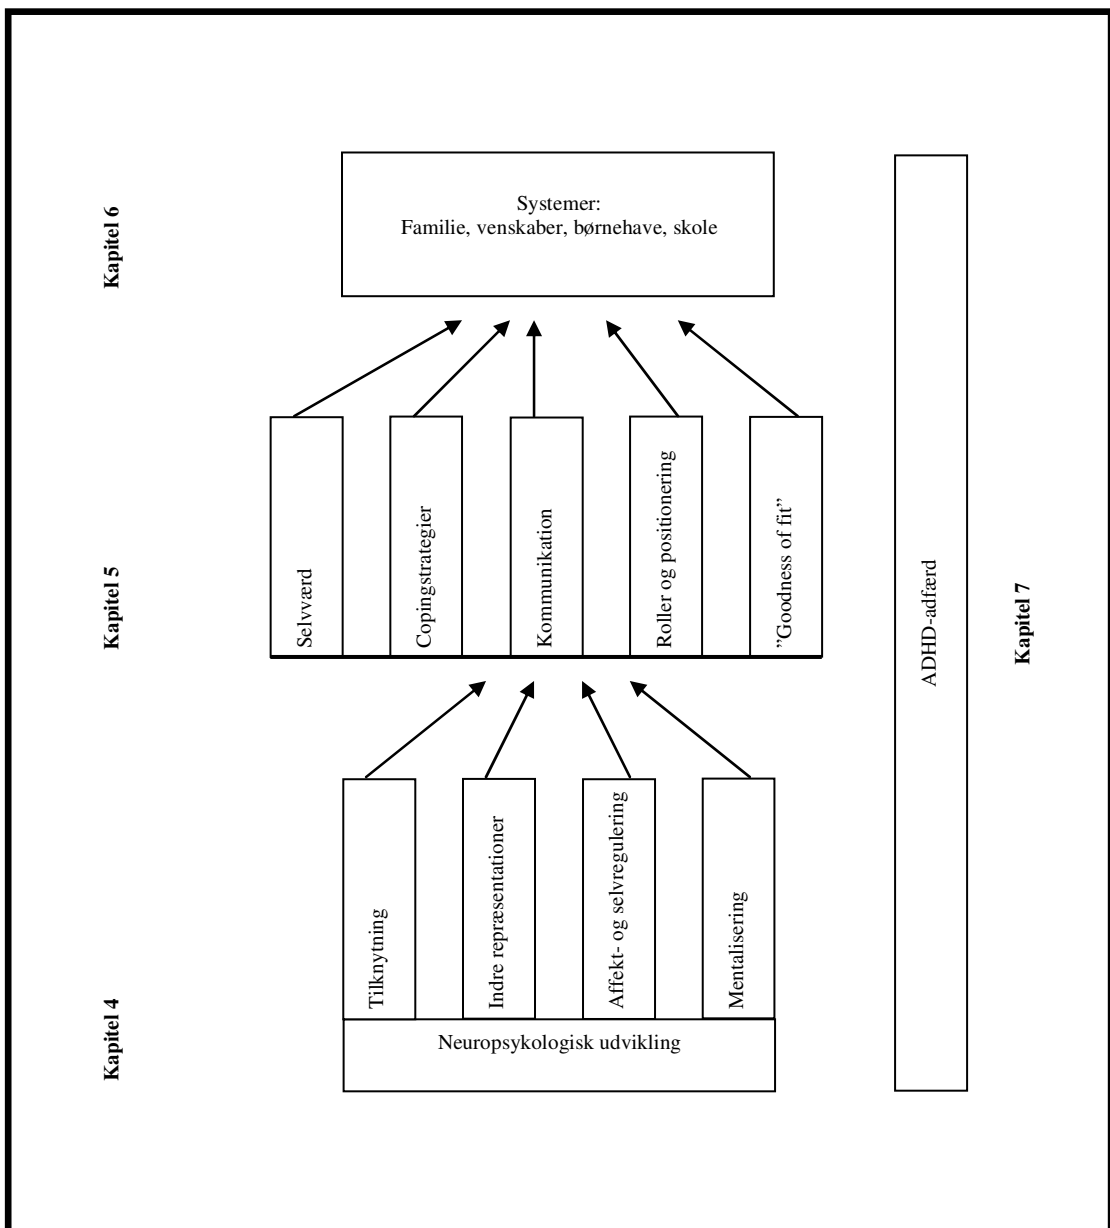 Kapitel 6
Systemer:
Familie, venskaber, børnehave, skole
Kapitel 5
Selvværd
Copingstrategier
Kommunikation
Roller og positionering
”Goodness of fit”
Kapitel 4
Tilknytning
Indre repræsentationer
Affekt- og selvregulering
Mentalisering
Neuropsykologisk udvikling
ADHD-adfærd
Kapitel 7